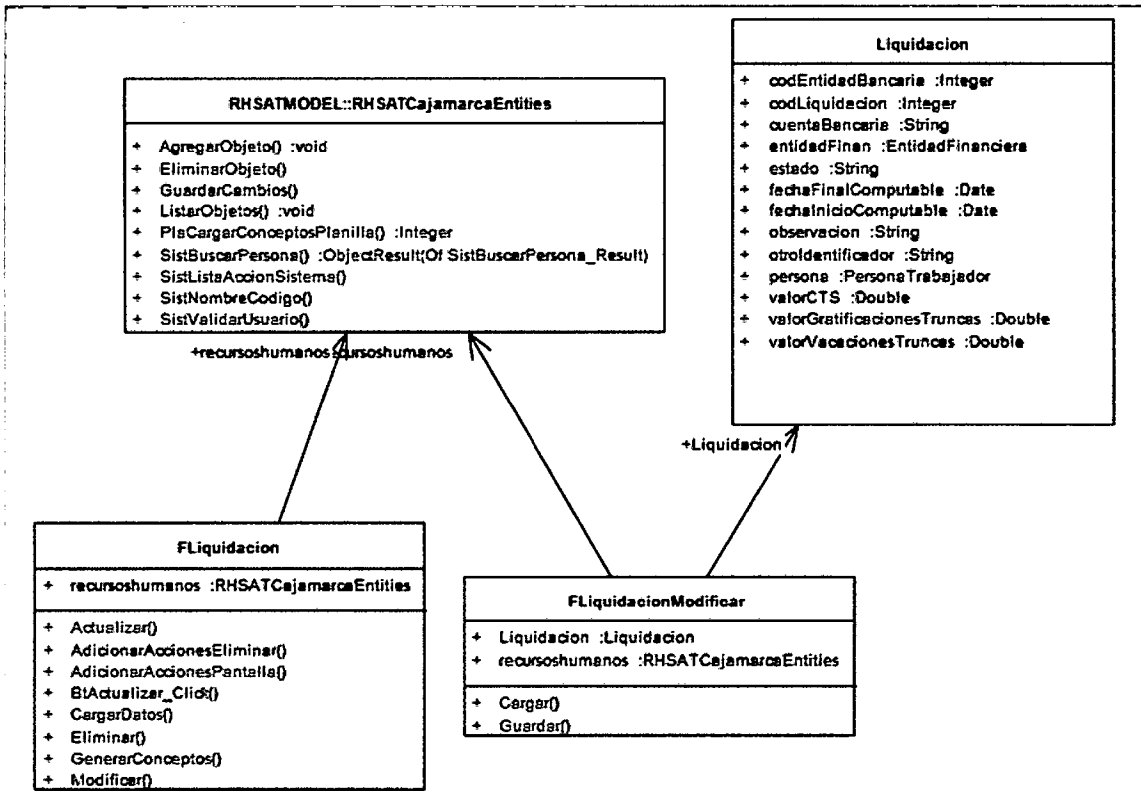 RHSATMODEL::RHSATCajamarcaEntities
+ AgregarObjeto() :void
+ EliminarObjeto()
+ GuardarCambios()
+ ListarObjetos() :void
+ PlaCargarConceptosPlanilla() :Integer
+ SistBuscarPersona() :ObjectResult(Of SistBuscarPersona_Result)
+ SistListaAccionSistema()
+ SistNombreCodigo()
+ SistValidarUsuario()
Liquidacion
+ codEntidadBancaria :Integer
+ codLiquidacion :Integer
+ cuentaBancaria :String
+ entidadFinan :EntidadFinanciera
+ estado :String
+ fechaFinalComputable :Date
+ fechaInicioComputable :Date
+ observacion :String
+ otroIdentificador :String
+ persona :PersonaTrabajador
+ valorCTS :Double
+ valorGratificacionesTruncas :Double
+ valorVacacionesTruncas :Double
+recursoshumanos cursoshumanos
+Liquidacion
FLiquidacion
+ recursoshumanos :RHSATCajamarcaEntities
+ Actualizar()
+ AdicionarAccionesEliminar()
+ AdicionarAccionesPantalla()
+ BtActualizar_Click()
+ CargarDatos()
+ Eliminar()
+ GenerarConceptos()
+ Modificar()
FLiquidacionModificar
+ Liquidacion :Liquidacion
+ recursoshumanos :RHSATCajamarcaEntities
+ Cargar()
+ Guardar()